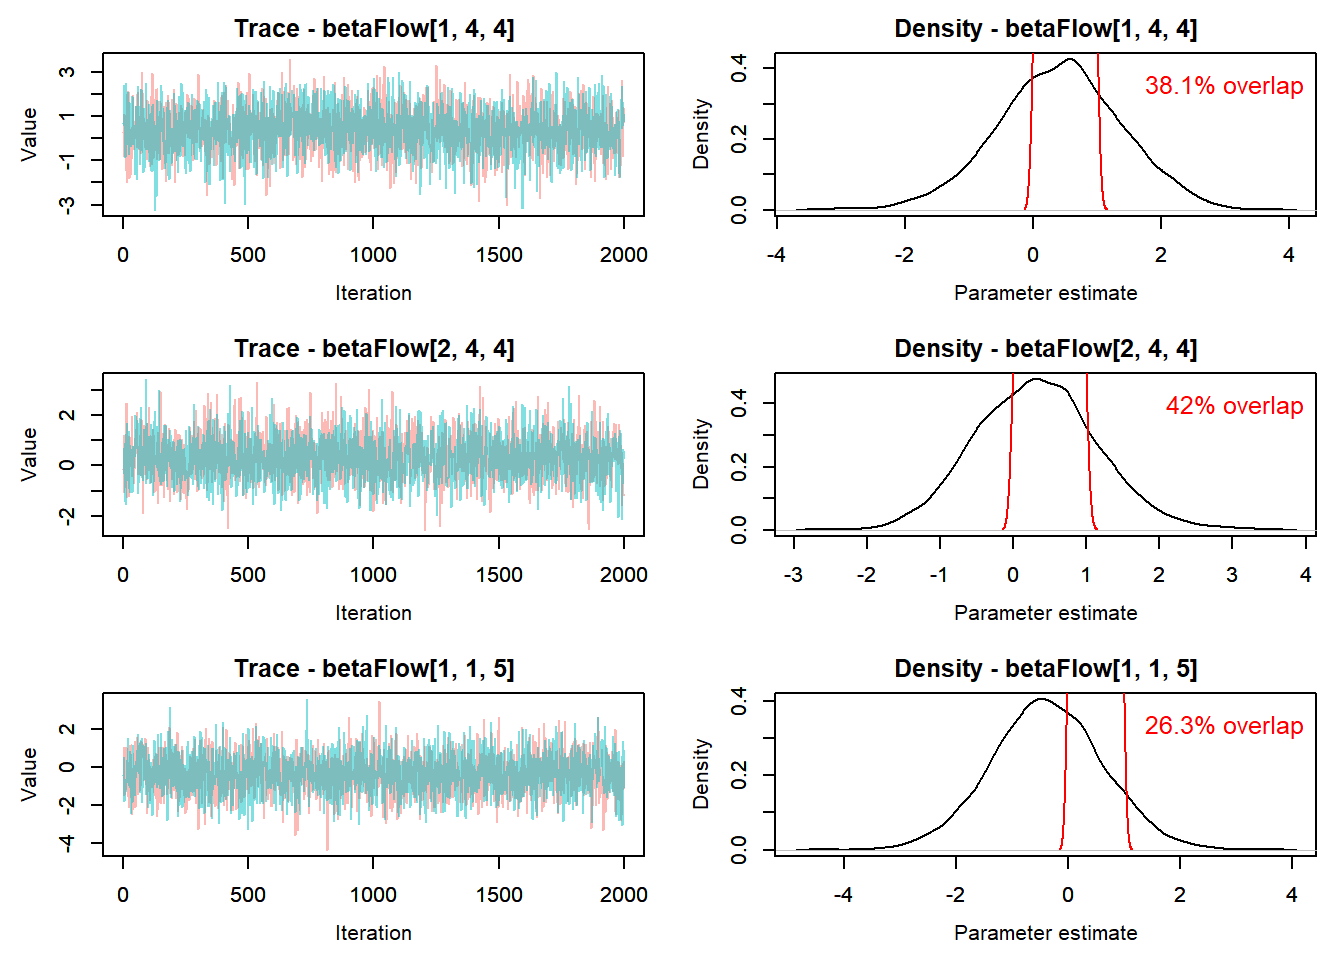 Trace - betaFlow[1, 4, 4]
Value
3
1
-1
-3
0 500 1000 1500 2000
Iteration
Density - betaFlow[1, 4, 4]
38.1% overlap
Density
0.4
0.2
0.0
-4 -2 0 2 4
Parameter estimate
Trace - betaFlow[2, 4, 4]
Value
2
0
-2
0 500 1000 1500 2000
Iteration
Density - betaFlow[2, 4, 4]
42% overlap
Density
0.4
0.2
0.0
-3 -2 -1 0 1 2 3 4
Parameter estimate
Trace - betaFlow[1, 1, 5]
Value
2
0
-2
-4
0 500 1000 1500 2000
Iteration
Density - betaFlow[1, 1, 5]
26.3% overlap
Density
0.4
0.2
0.0
-4 -2 0 2 4
Parameter estimate